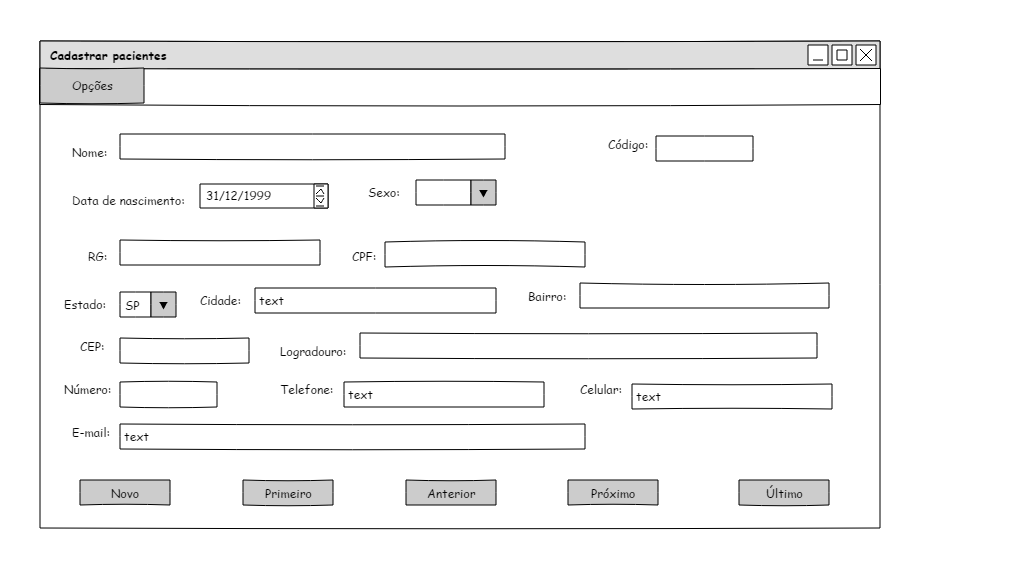 Cadastrar pacientes
Opções
Nome: Código:
Data de nascimento: 31/12/1999 Sexo:
RG: CPF:
Estado: SP Cidade: text Bairro:
CEP: Logradouro:
Número: Telefone: text Celular: text
E-mail: text
Novo Primeiro Anterior Próximo Último